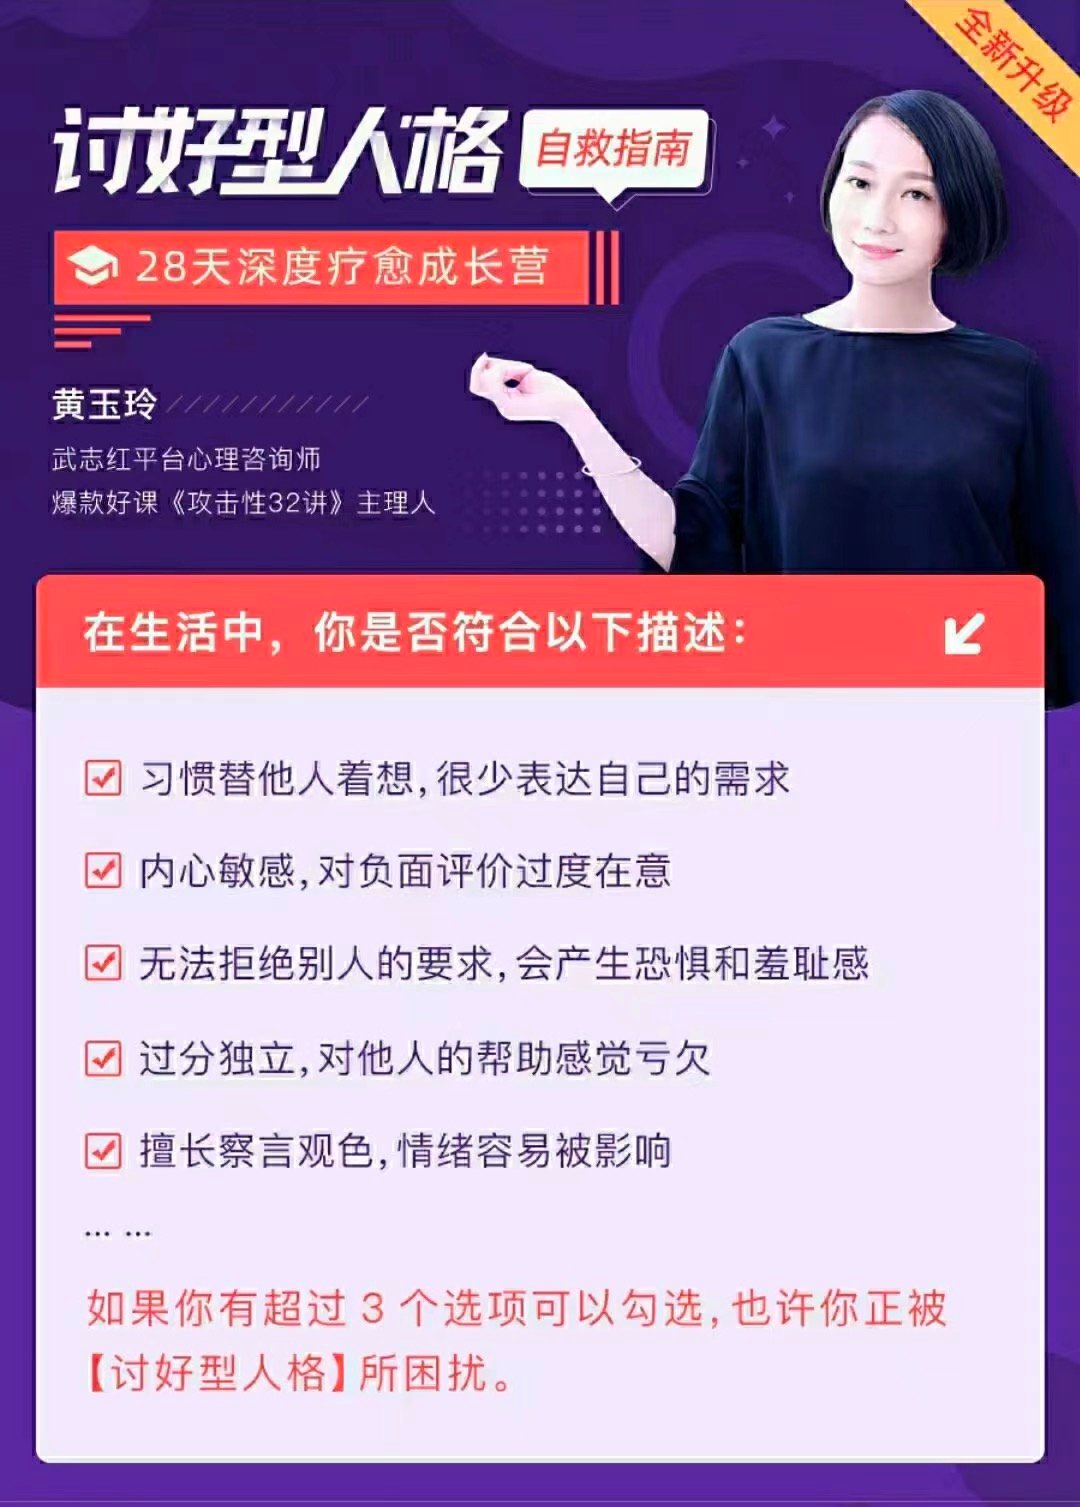 全新升级
讨好型人格
自救指南
28天深度疗愈成长营
黄玉玲
武志红平台心理咨询师
爆款好课《攻击性32讲》主理人
在生活中，你是否符合以下描述：
习惯替他人着想,很少表达自己的需求
内心敏感,对负面评价过度在意
无法拒绝别人的要求,会产生恐惧和羞耻感
过分独立,对他人的帮助感觉亏欠
擅长察言观色,情绪容易被影响
... ...
如果你有超过 3 个选项可以勾选,也许你正被
【讨好型人格】所困扰。